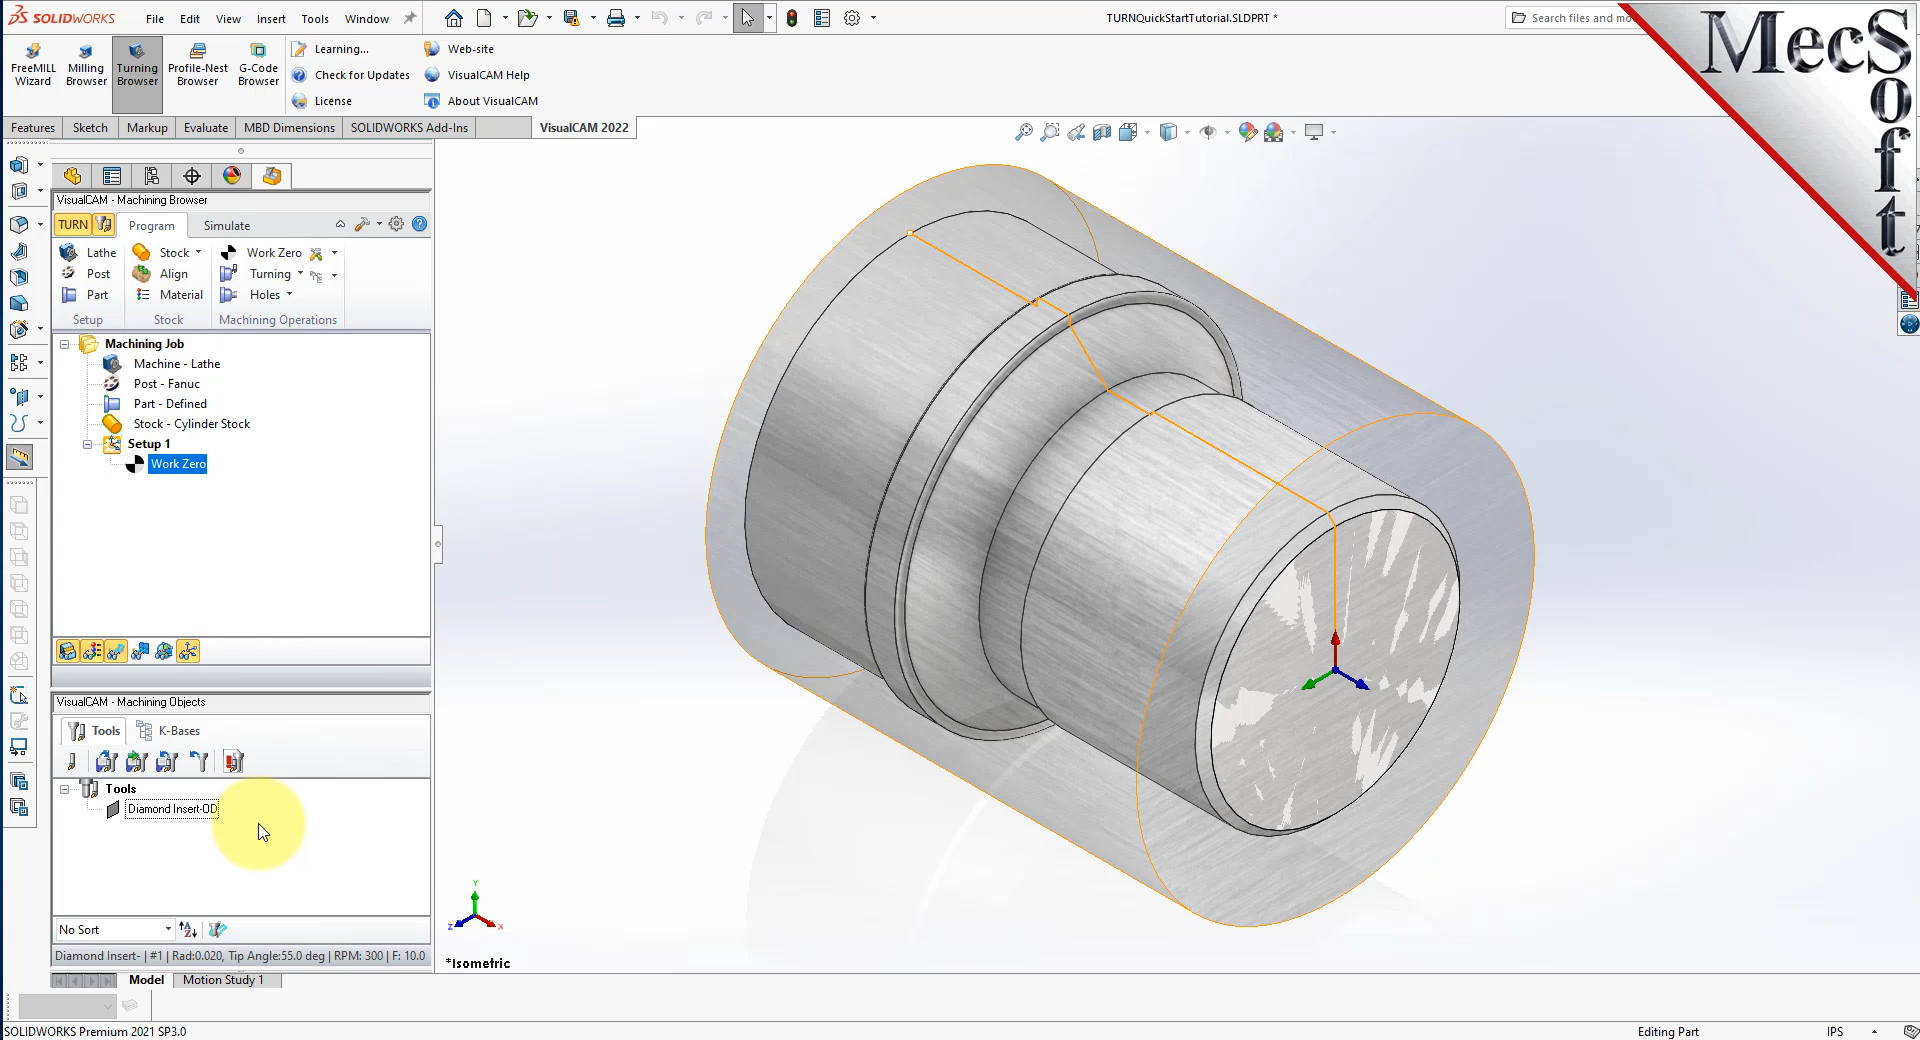 SOLIDWORKS File Edit View Insert Tools Window
TURNQuickStartTutorial.SLDPRT *
Search files and mo
MecSoft
FreeMILL Wizard
Milling Browser
Turning Browser
Profile-Nest Browser
G-Code Browser
Learning...
Check for Updates
License
Web-site
VisualCAM Help
About VisualCAM
Features Sketch Markup Evaluate MBD Dimensions SOLIDWORKS Add-Ins VisualCAM 2022
VisualCAM - Machining Browser
TURN Program Simulate
Lathe Stock Work Zero
Post Align Turning
Part Material Holes
Setup Stock Machining Operations
Machining Job
Machine - Lathe
Post - Fanuc
Part - Defined
Stock - Cylinder Stock
Setup 1
Work Zero
VisualCAM - Machining Objects
Tools K-Bases
Tools
Diamond Insert-OD
No Sort
Diamond Insert- | #1 | Rad:0.020, Tip Angle:55.0 deg | RPM: 300 | F: 10.0
Y
Z X
*Isometric
Model Motion Study 1
SOLIDWORKS Premium 2021 SP3.0
Editing Part
IPS